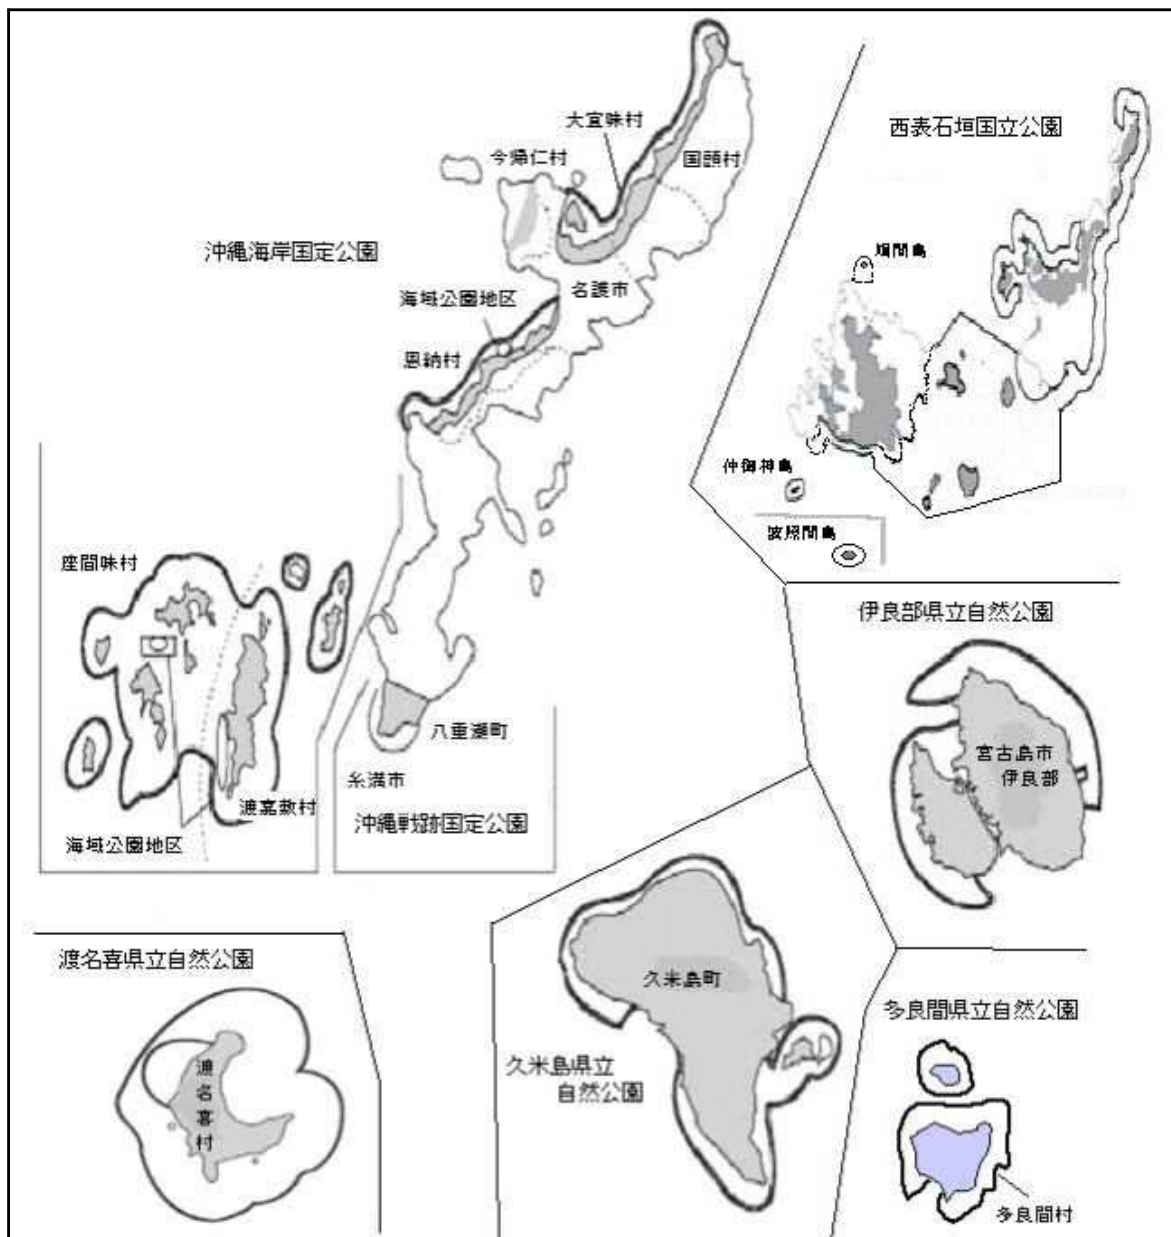 大宜味村
今帰仁村
国頭村
西表石垣国立公園
沖縄海岸国定公園
鳩間島
海域公園地区
名護市
恩納村
仲御神島
波照間島
座間味村
伊良部県立自然公園
宮古島市
伊良部
八重瀬町
糸満市
渡嘉敷村
沖縄戦跡国定公園
海域公園地区
渡名喜県立自然公園
久米島町
多良間県立自然公園
久米島県立
自然公園
渡名喜村
多良間村